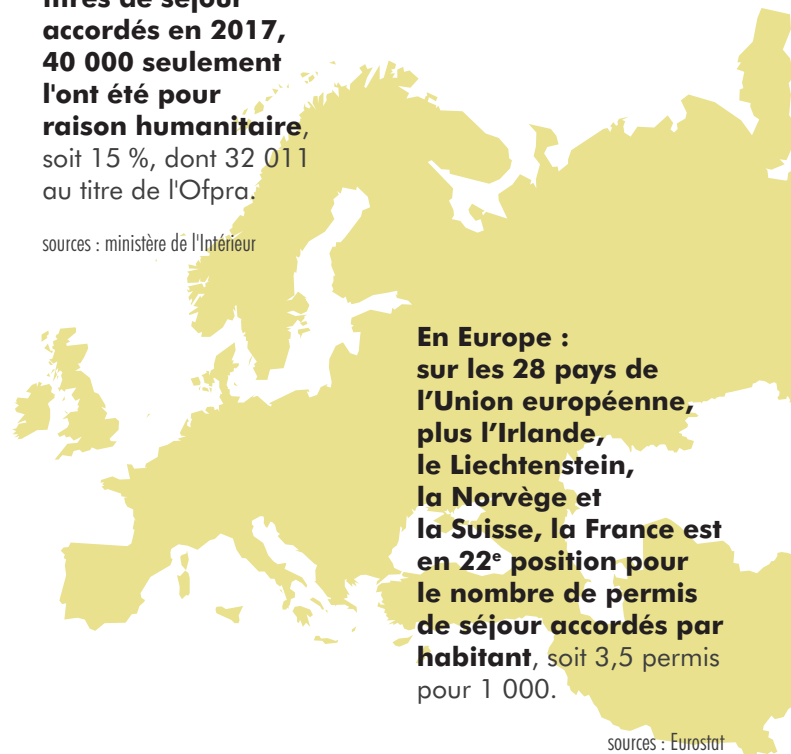 titres de séjour
accordés en 2017,
40 000 seulement
l'ont été pour
raison humanitaire,
soit 15 %, dont 32 011
au titre de l'Ofpra.
sources : ministère de l'Intérieur
En Europe :
sur les 28 pays de
l’Union européenne,
plus l’Irlande,
le Liechtenstein,
la Norvège et
la Suisse, la France est
en 22e position pour
le nombre de permis
de séjour accordés par
habitant, soit 3,5 permis
pour 1 000.
sources : Eurostat